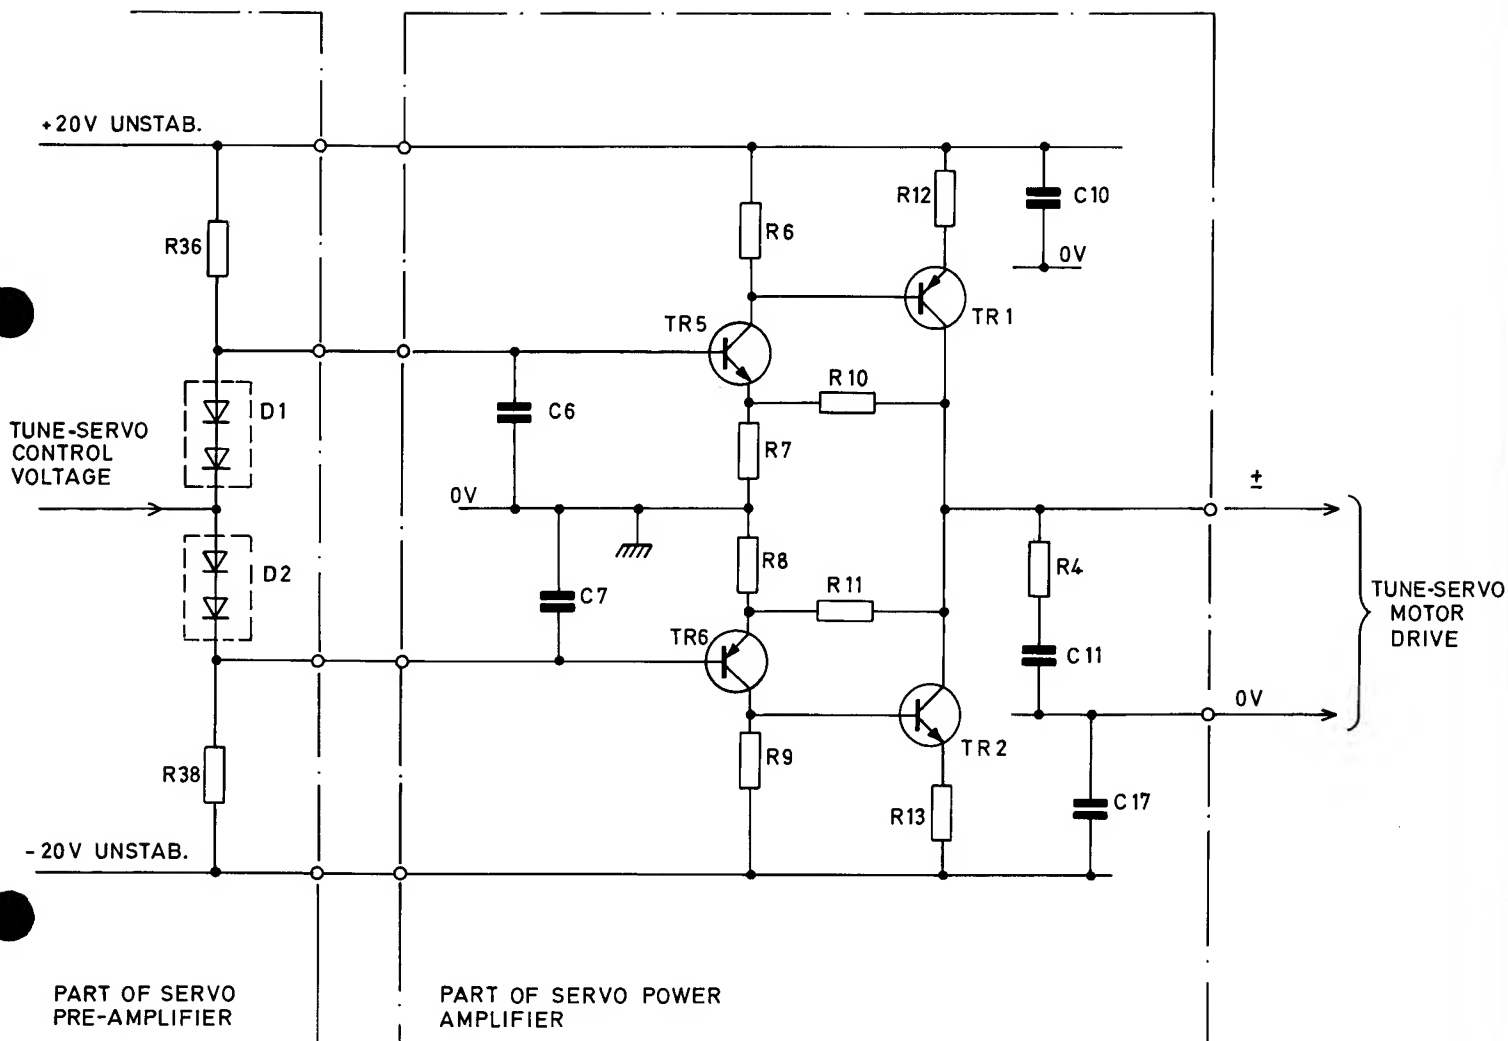 +20V UNSTAB.
R36
R6
R12
C10
0V
TR5
TR1
R10
D1
C6
R7
TUNE-SERVO
CONTROL
VOLTAGE
0V
±
D2
R8
R4
R11
C7
TUNE-SERVO
MOTOR
DRIVE
TR6
C11
0V
R9
TR2
R38
R13
C17
-20V UNSTAB.
PART OF SERVO
PRE-AMPLIFIER
PART OF SERVO POWER
AMPLIFIER